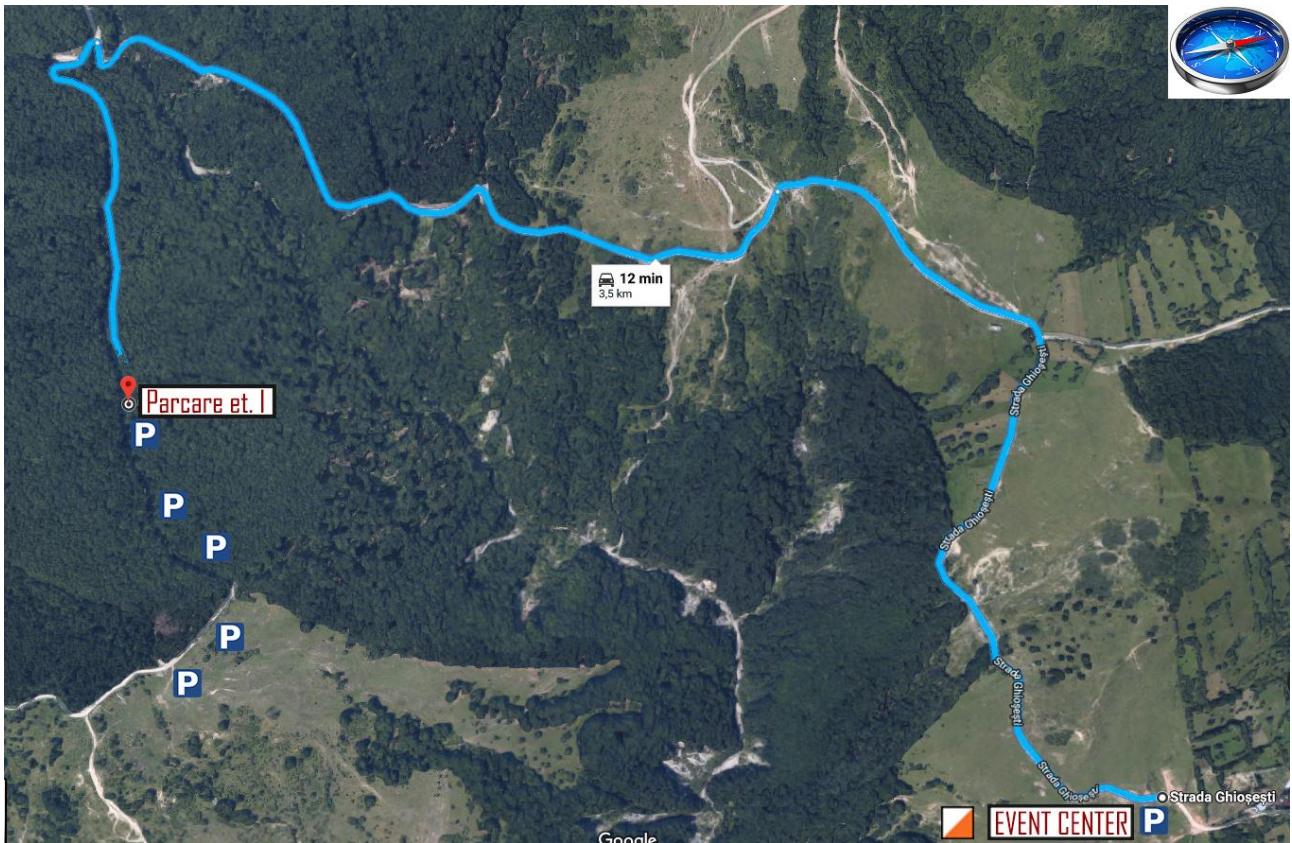 12 min
3,5 km
Strada Ghioșești
Parcare et. I
P
Strada Ghioșești
P
P
Strada Ghioșești
P
Strada Ghioșești
P
Strada Ghioșești
Strada Ghioșești
EVENT CENTER
P
Google